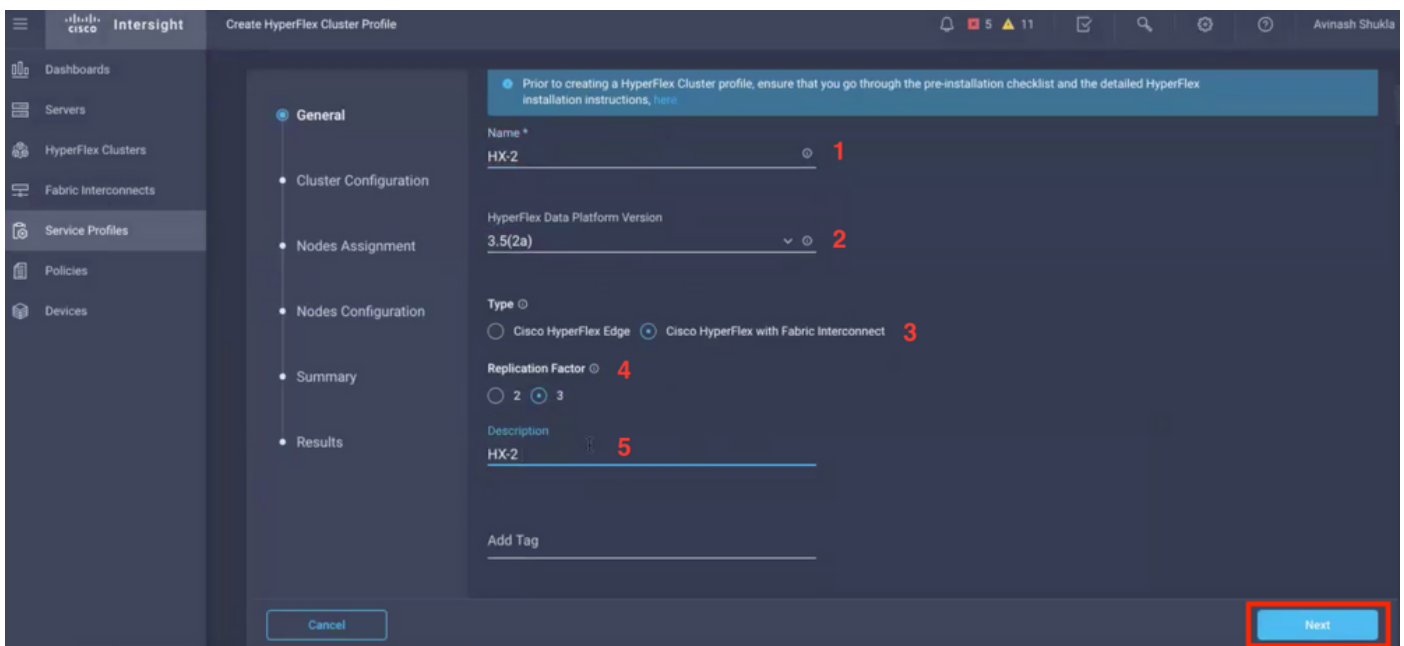 cisco Intersight
Create HyperFlex Cluster Profile
5
11
Avinash Shukla
Dashboards
Servers
HyperFlex Clusters
Fabric Interconnects
Service Profiles
Policies
Devices
General
Cluster Configuration
Nodes Assignment
Nodes Configuration
Summary
Results
Prior to creating a HyperFlex Cluster profile, ensure that you go through the pre-installation checklist and the detailed HyperFlex
installation instructions, here
Name *
HX-2 1
HyperFlex Data Platform Version
3.5(2a) 2
Type
Cisco HyperFlex Edge Cisco HyperFlex with Fabric Interconnect 3
Replication Factor 4
2 3
Description
HX-2 5
Add Tag
Cancel
Next